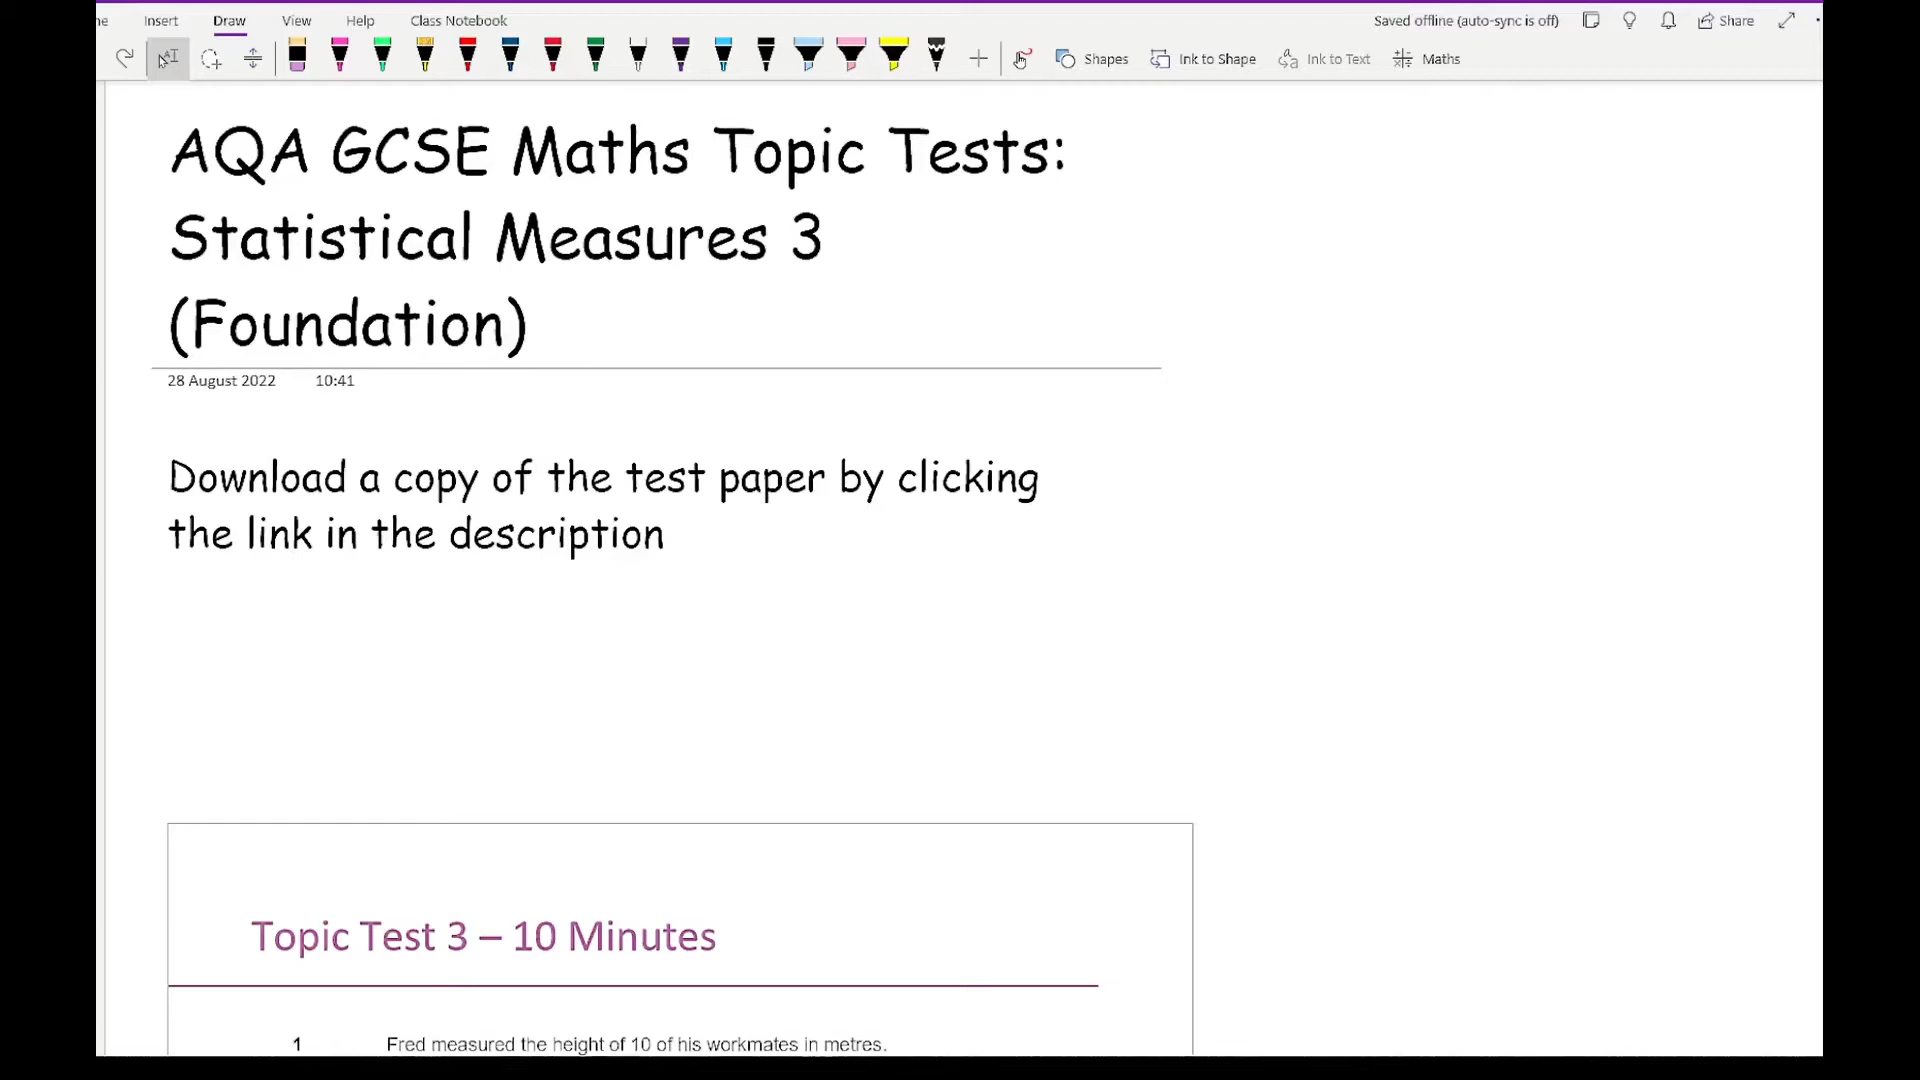 ne Insert Draw View Help Class Notebook Saved offline (auto-sync is off) Share
Shapes Ink to Shape Ink to Text Maths
AQA GCSE Maths Topic Tests:
Statistical Measures 3
(Foundation)
28 August 2022 10:41
Download a copy of the test paper by clicking
the link in the description
Topic Test 3 – 10 Minutes
1 Fred measured the height of 10 of his workmates in metres.